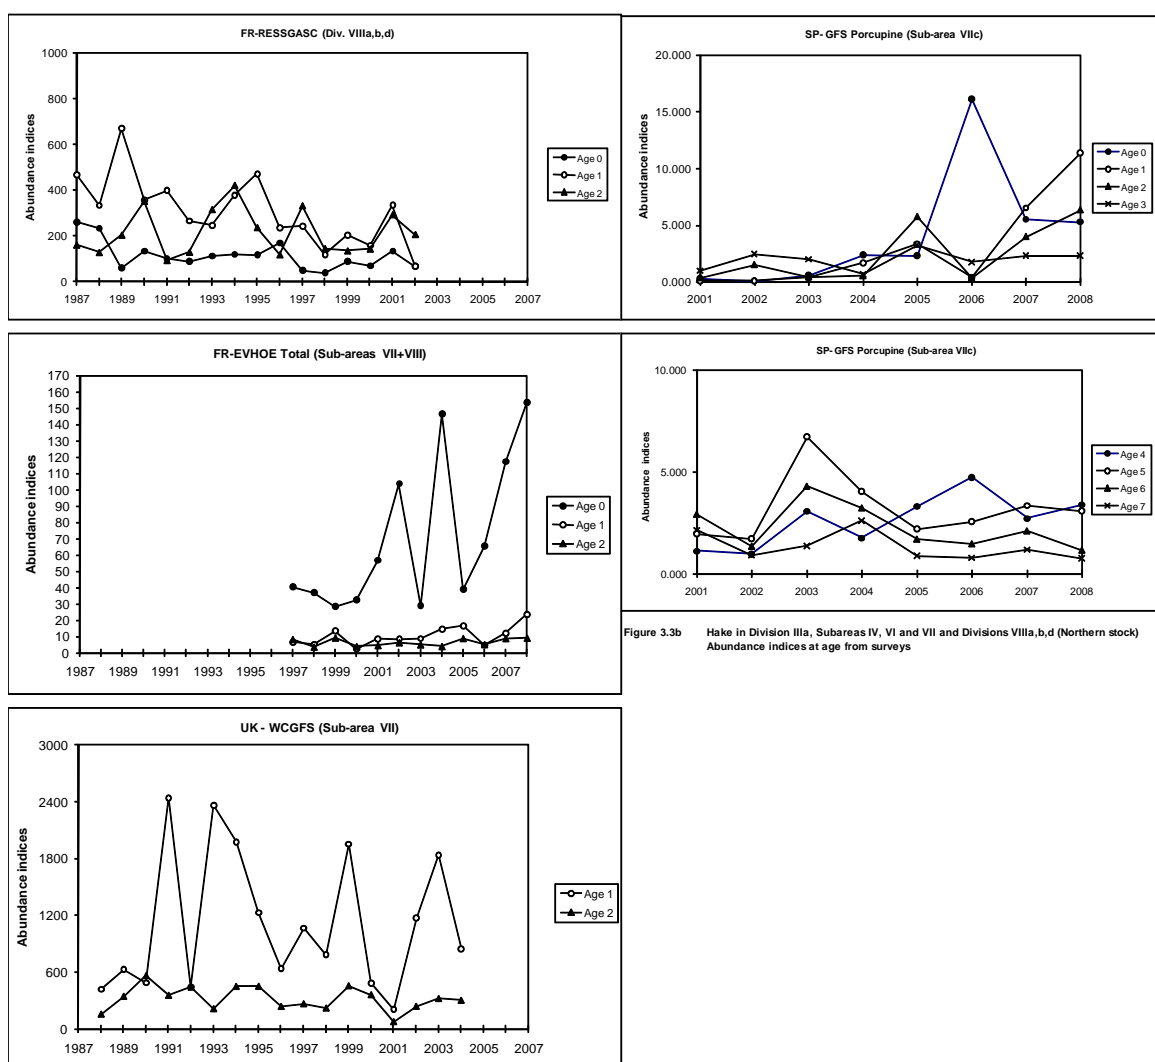 FR-RESSGASC (Div. VIIIa,b,d)
Abundance indices
1000
800
600
400
200
0
1987 1989 1991 1993 1995 1997 1999 2001 2003 2005 2007
Age 0
Age 1
Age 2
SP-GFS Porcupine (Sub-area VIIc)
Abundance indices
20.000
15.000
10.000
5.000
0.000
2001 2002 2003 2004 2005 2006 2007 2008
Age 0
Age 1
Age 2
Age 3
FR-EVHOE Total (Sub-areas VII+VIII)
Abundance indices
170
160
150
140
130
120
110
100
90
80
70
60
50
40
30
20
10
0
1987 1989 1991 1993 1995 1997 1999 2001 2003 2005 2007
Age 0
Age 1
Age 2
SP-GFS Porcupine (Sub-area VIIc)
Abundance indices
10.000
5.000
0.000
2001 2002 2003 2004 2005 2006 2007 2008
Age 4
Age 5
Age 6
Age 7
Figure 3.3b Hake in Division IIIa, Subareas IV, VI and VII and Divisions VIIIa,b,d (Northern stock)
Abundance indices at age from surveys
UK - WCGFS (Sub-area VII)
Abundance indices
3000
2400
1800
1200
600
0
1987 1989 1991 1993 1995 1997 1999 2001 2003 2005 2007
Age 1
Age 2